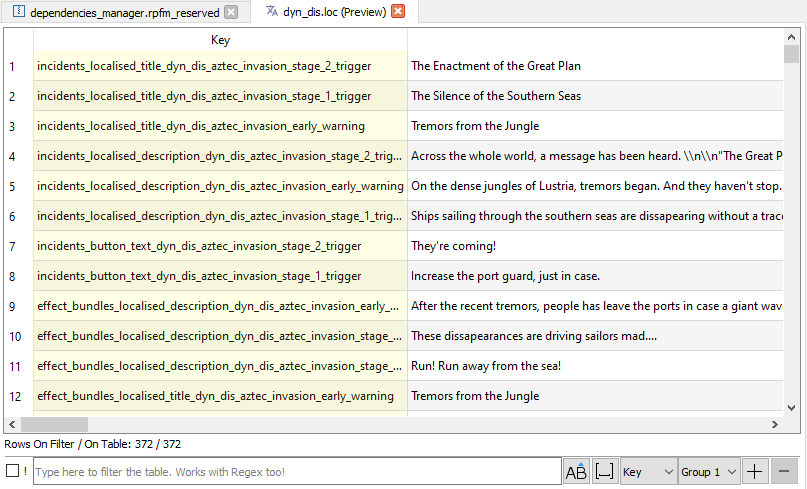 dependencies_manager.rpfm_reserved
dyn_dis.loc (Preview)
Key
1 incidents_localised_title_dyn_dis_aztec_invasion_stage_2_trigger The Enactment of the Great Plan
2 incidents_localised_title_dyn_dis_aztec_invasion_stage_1_trigger The Silence of the Southern Seas
3 incidents_localised_title_dyn_dis_aztec_invasion_early_warning Tremors from the Jungle
4 incidents_localised_description_dyn_dis_aztec_invasion_stage_2_trig... Across the whole world, a message has been heard. \\n\\n"The Great P
5 incidents_localised_description_dyn_dis_aztec_invasion_early_warning On the dense jungles of Lustria, tremors began. And they haven't stop.
6 incidents_localised_description_dyn_dis_aztec_invasion_stage_1_trig... Ships sailing through the southern seas are dissapearing without a trace
7 incidents_button_text_dyn_dis_aztec_invasion_stage_2_trigger They're coming!
8 incidents_button_text_dyn_dis_aztec_invasion_stage_1_trigger Increase the port guard, just in case.
9 effect_bundles_localised_description_dyn_dis_aztec_invasion_early_... After the recent tremors, people has leave the ports in case a giant wav
10 effect_bundles_localised_description_dyn_dis_aztec_invasion_stage_... These dissapearances are driving sailors mad....
11 effect_bundles_localised_description_dyn_dis_aztec_invasion_stage_... Run! Run away from the sea!
12 effect_bundles_localised_title_dyn_dis_aztec_invasion_early_warning Tremors from the Jungle
Rows On Filter / On Table: 372 / 372
! Type here to filter the table. Works with Regex too! AB [...] Key Group 1 + −